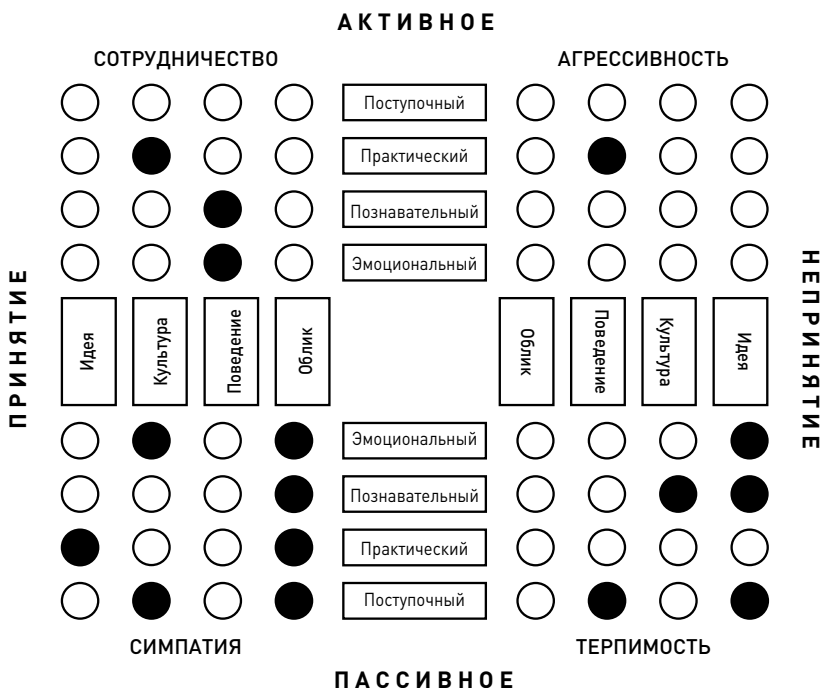 АКТИВНОЕ
СОТРУДНИЧЕСТВО
АГРЕССИВНОСТЬ
Поступочный
Практический
Познавательный
Эмоциональный
ПРИНЯТИЕ
Идея
Культура
Поведение
Облик
Облик
Поведение
Культура
Идея
НЕПРИНЯТИЕ
Эмоциональный
Познавательный
Практический
Поступочный
СИМПАТИЯ
ТЕРПИМОСТЬ
ПАССИВНОЕ